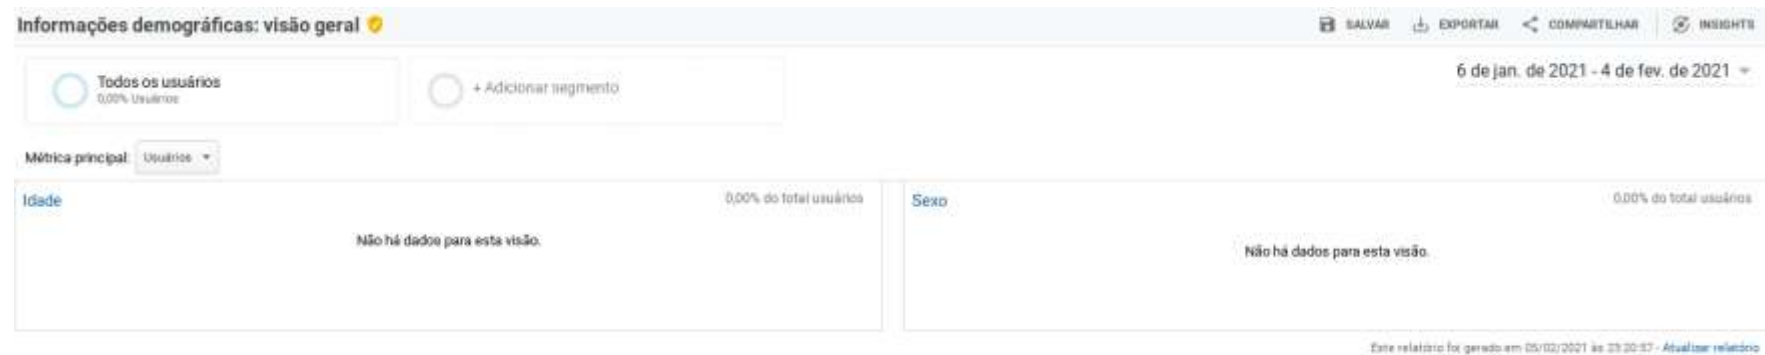 Informações demográficas: visão geral
SALVAR EXPORTAR COMPARTILHAR INSIGHTS
Todos os usuários
0,00% Usuários
+ Adicionar segmento
6 de jan. de 2021 - 4 de fev. de 2021
Métrica principal: Usuários
Idade
0,00% do total usuários
Não há dados para esta visão.
Sexo
0,00% do total usuários
Não há dados para esta visão.
Este relatório foi gerado em 05/02/2021 às 23:20:57 - Atualizar relatório